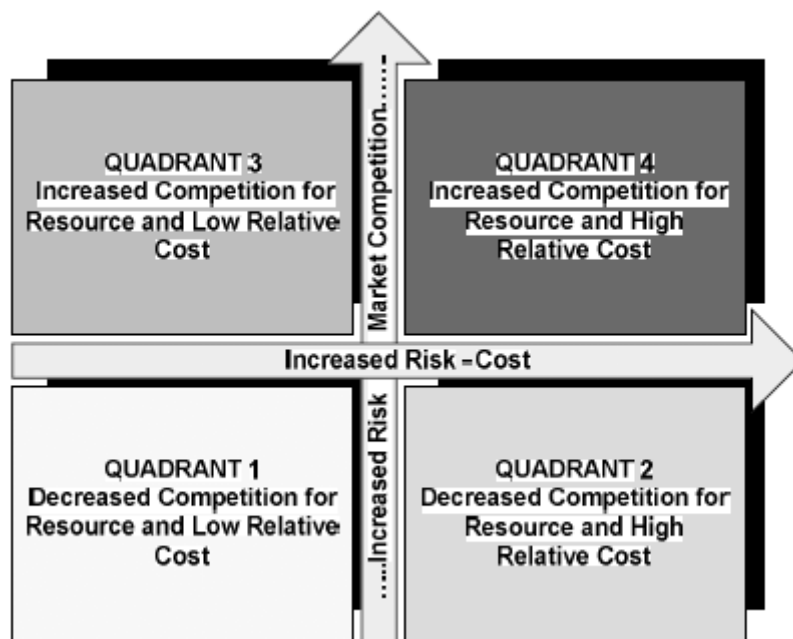 QUADRANT 3
Increased Competition for
Resource and Low Relative
Cost
QUADRANT 4
Increased Competition for
Resource and High
Relative Cost
Increased Risk – Cost
.....Increased Risk Market Competition......
QUADRANT 1
Decreased Competition for
Resource and Low Relative
Cost
QUADRANT 2
Decreased Competition for
Resource and High
Relative Cost